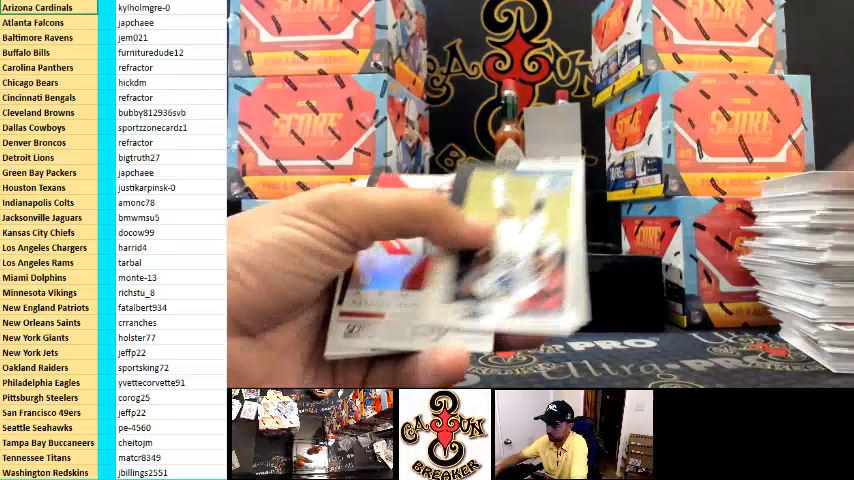 Arizona Cardinals kylholmgre-0
Atlanta Falcons japchaee
Baltimore Ravens jem021
Buffalo Bills furnituredude12
Carolina Panthers refractor
Chicago Bears hickdm
Cincinnati Bengals refractor
Cleveland Browns bubby812936svb
Dallas Cowboys sportzzonecardz1
Denver Broncos refractor
Detroit Lions bigtruth27
Green Bay Packers japchaee
Houston Texans justkarpinsk-0
Indianapolis Colts amonc78
Jacksonville Jaguars bmwmsu5
Kansas City Chiefs docow99
Los Angeles Chargers harrid4
Los Angeles Rams tarbal
Miami Dolphins monte-13
Minnesota Vikings richstu_8
New England Patriots fatalbert934
New Orleans Saints crranches
New York Giants holster77
New York Jets jeffp22
Oakland Raiders sportsking72
Philadelphia Eagles yvettecorvette91
Pittsburgh Steelers corog25
San Francisco 49ers jeffp22
Seattle Seahawks pe-4560
Tampa Bay Buccaneers cheitojm
Tennessee Titans matcr8349
Washington Redskins jbillings2551
SCORE
SCORE
SCORE
SCORE
CAJUN
PRO
CAJUN
BREAKER